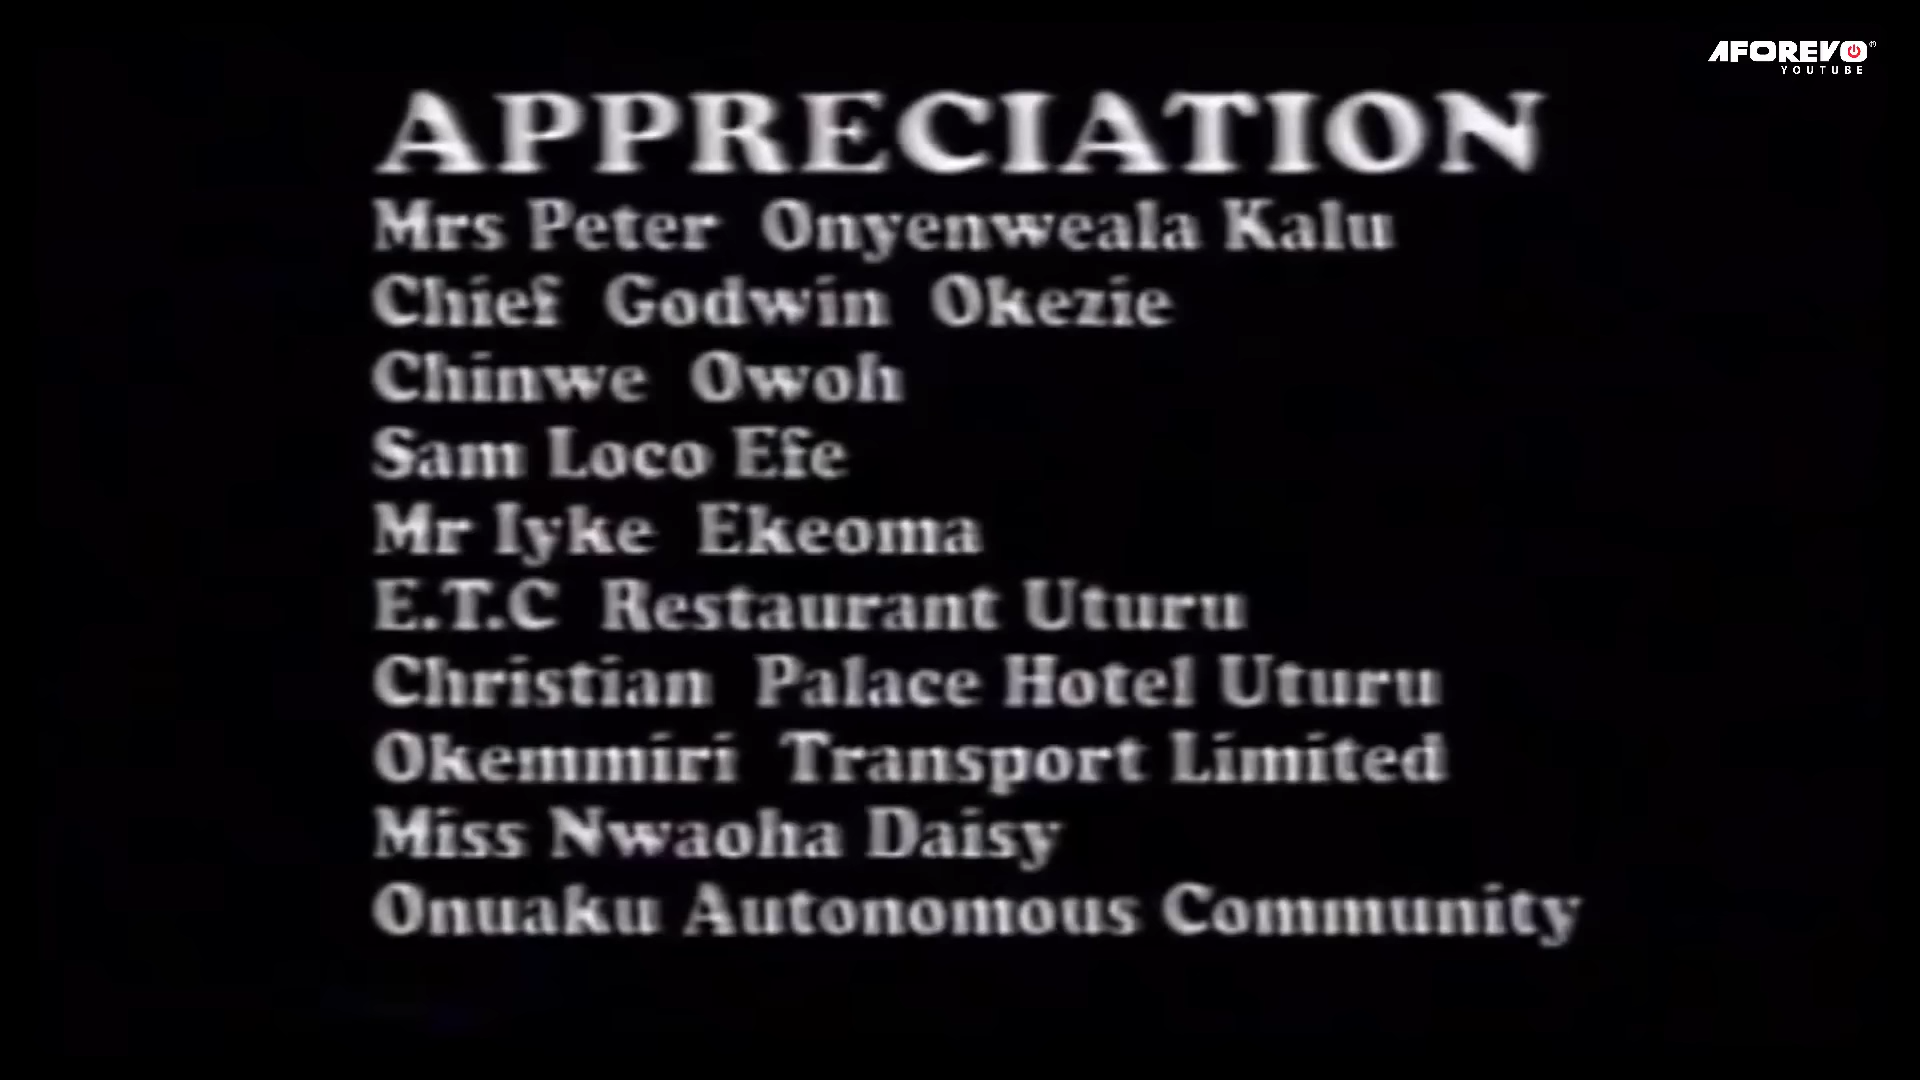 AFOREVO
YOUTUBE
APPRECIATION
Mrs Peter Onyenweala Kalu
Chief Godwin Okezie
Chinwe Owoh
Sam Loco Efe
Mr Iyke Ekeoma
E.T.C Restaurant Uturu
Christian Palace Hotel Uturu
Okemmiri Transport Limited
Miss Nwaoha Daisy
Onuaku Autonomous Community